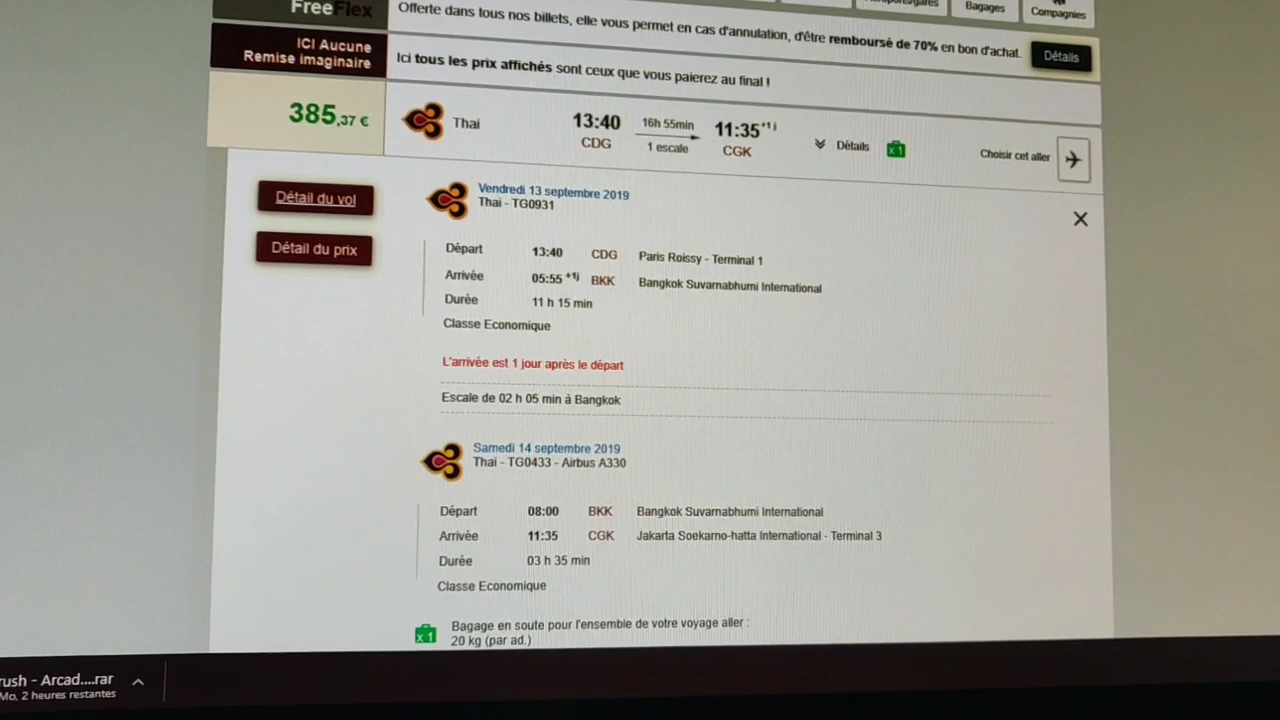 FreeFlex
Offerte dans tous nos billets, elle vous permet en cas d'annulation, d'être remboursé de 70% en bon d'achat.
Bagages
Compagnies
Détails
ICI Aucune
Remise imaginaire
Ici tous les prix affichés sont ceux que vous paierez au final !
385,37 €
Thai
13:40
CDG
16h 55min
1 escale
11:35+1j
CGK
Détails
x1
Choisir cet aller
Détail du vol
Détail du prix
Vendredi 13 septembre 2019
Thai - TG0931
Départ 13:40 CDG Paris Roissy - Terminal 1
Arrivée 05:55 +1j BKK Bangkok Suvarnabhumi International
Durée 11 h 15 min
Classe Economique
L'arrivée est 1 jour après le départ
Escale de 02 h 05 min à Bangkok
Samedi 14 septembre 2019
Thai - TG0433 - Airbus A330
Départ 08:00 BKK Bangkok Suvarnabhumi International
Arrivée 11:35 CGK Jakarta Soekarno-hatta International - Terminal 3
Durée 03 h 35 min
Classe Economique
x1
Bagage en soute pour l'ensemble de votre voyage aller :
20 kg (par ad.)
rush - Arcad....rar
Mo, 2 heures restantes